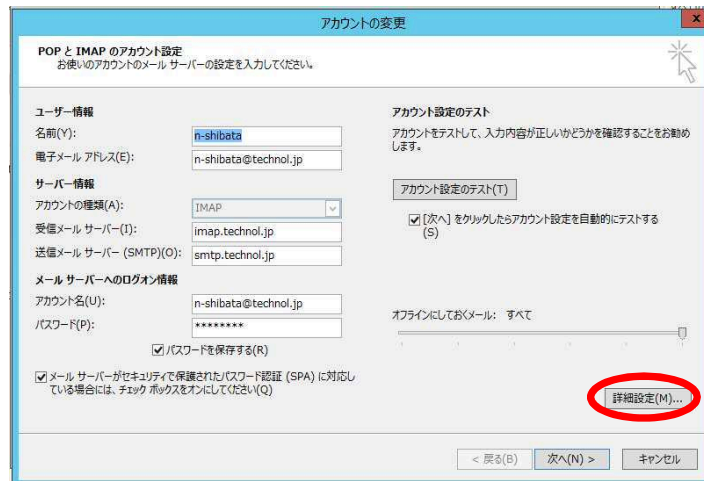 アカウントの変更
x
POP と IMAP のアカウント設定
お使いのアカウントのメール サーバーの設定を入力してください。
ユーザー情報
名前(Y):
n-shibata
電子メール アドレス(E):
n-shibata@technol.jp
サーバー情報
アカウントの種類(A):
IMAP
受信メール サーバー(I):
imap.technol.jp
送信メール サーバー (SMTP)(O):
smtp.technol.jp
メール サーバーへのログオン情報
アカウント名(U):
n-shibata@technol.jp
パスワード(P):
********
パスワードを保存する(R)
メール サーバーがセキュリティで保護されたパスワード認証 (SPA) に対応し
ている場合には、チェック ボックスをオンにしてください(Q)
アカウント設定のテスト
アカウントをテストして、入力内容が正しいかどうかを確認することをお勧め
します。
アカウント設定のテスト(T)
[次へ] をクリックしたらアカウント設定を自動的にテストする
(S)
オフラインにしておくメール: すべて
詳細設定(M)...
< 戻る(B)
次へ(N) >
キャンセル